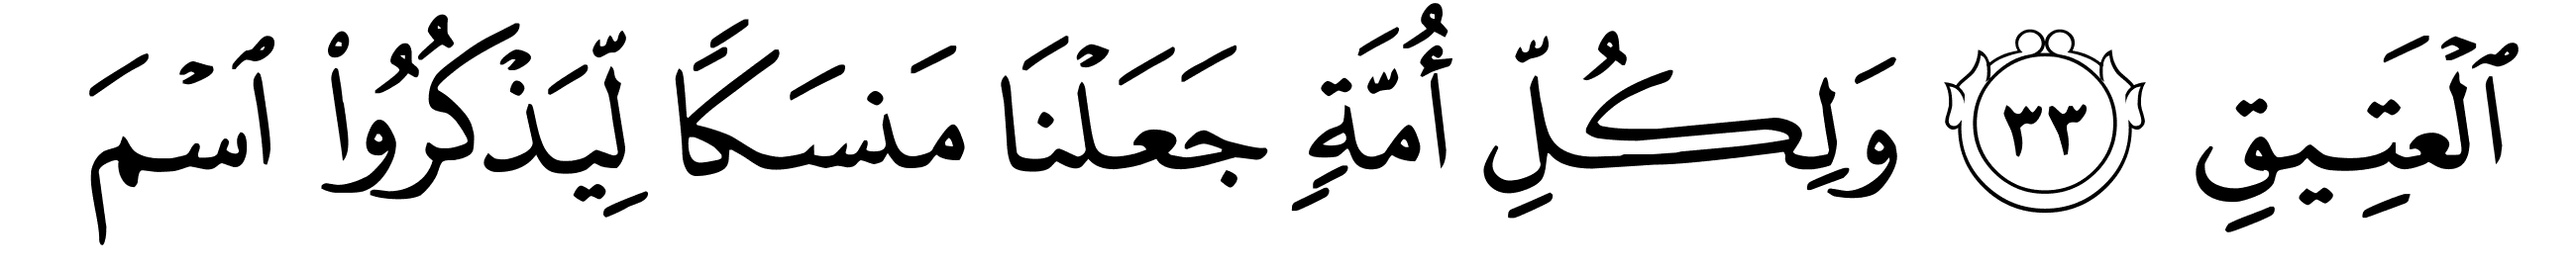 ٱلْعَتِيقِ ٣٣ وَلِكُلِّ أُمَّةٍ جَعَلْنَا مَنسَكًا لِّيَذْكُرُوا۟ ٱسْمَ